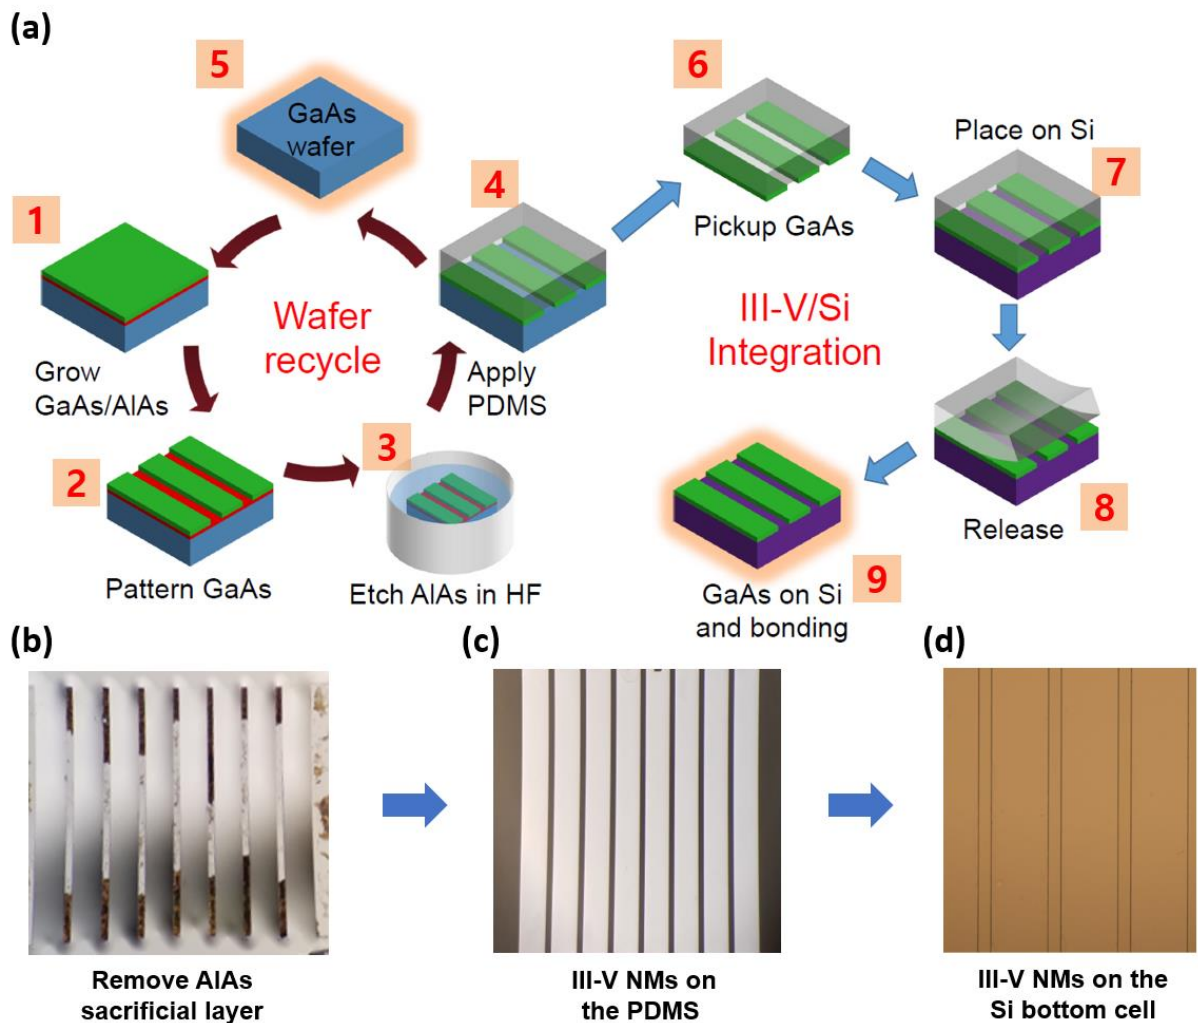 (a)
5
GaAs
wafer
6
Place on Si
7
4
1
Pickup GaAs
Wafer
recycle
III-V/Si
Integration
Grow
GaAs/AlAs
Apply
PDMS
2
3
8
Release
9
Pattern GaAs
Etch AlAs in HF
GaAs on Si
and bonding
(b)
(c)
(d)
Remove AlAs
sacrificial layer
III-V NMs on
the PDMS
III-V NMs on the
Si bottom cell